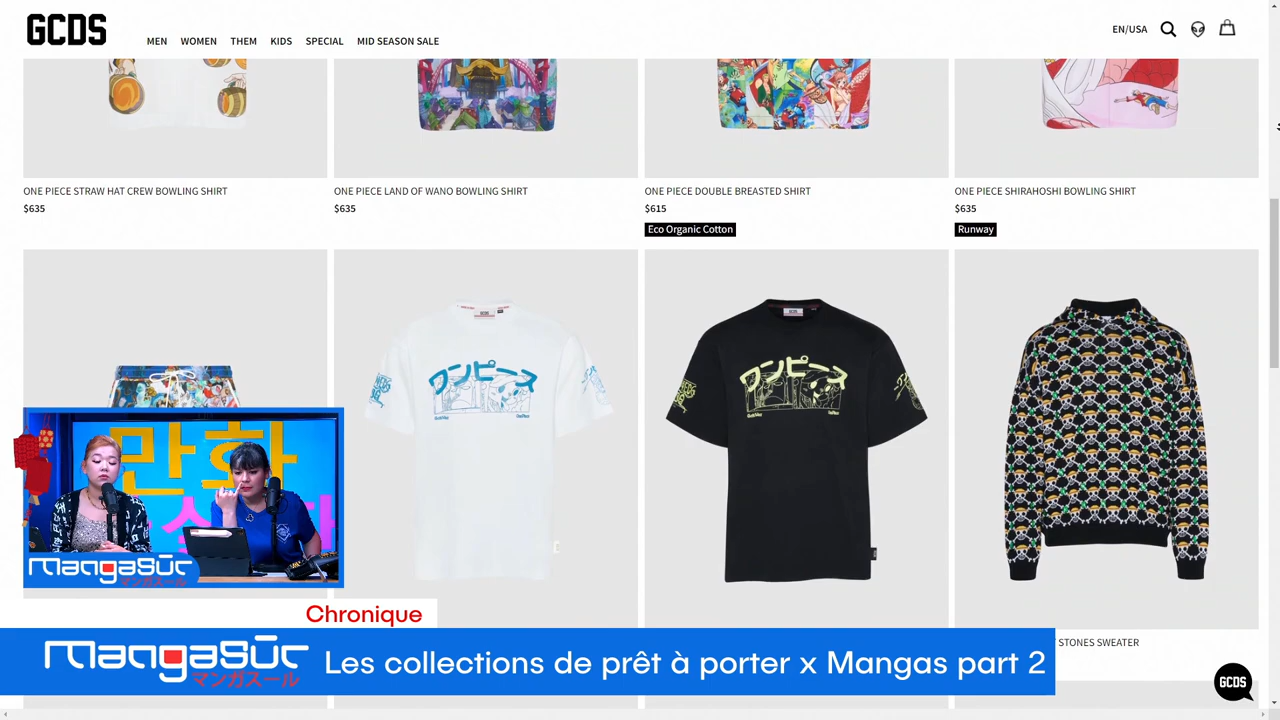 GCDS
MEN WOMEN THEM KIDS SPECIAL MID SEASON SALE
EN/USA
ONE PIECE STRAW HAT CREW BOWLING SHIRT
$635
ONE PIECE LAND OF WANO BOWLING SHIRT
$635
ONE PIECE DOUBLE BREASTED SHIRT
$615
Eco Organic Cotton
ONE PIECE SHIRAHOSHI BOWLING SHIRT
$635
Runway
ワンピース
ワンピース
만화
mangasūr
マンガスール
Chronique
STONES SWEATER
mangasūr
マンガスール
Les collections de prêt à porter x Mangas part 2
GCDS